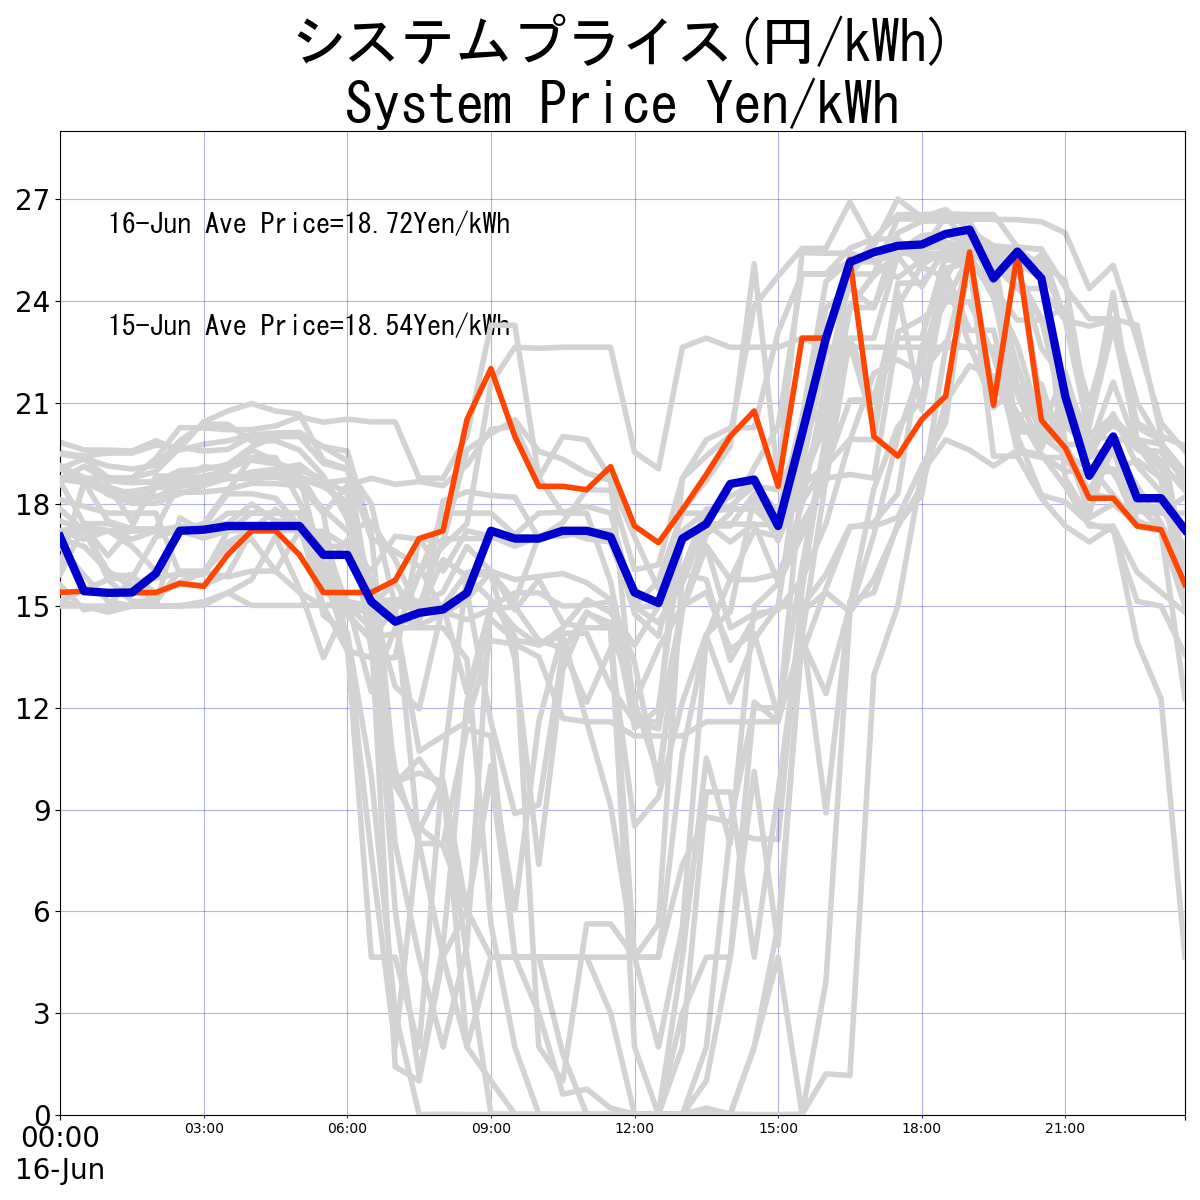 システムプライス(円/kWh)
System Price Yen/kWh
27
16-Jun Ave Price=18.72Yen/kWh
24
15-Jun Ave Price=18.54Yen/kWh
21
18
15
12
9
6
3
0
00:00 03:00 06:00 09:00 12:00 15:00 18:00 21:00
16-Jun